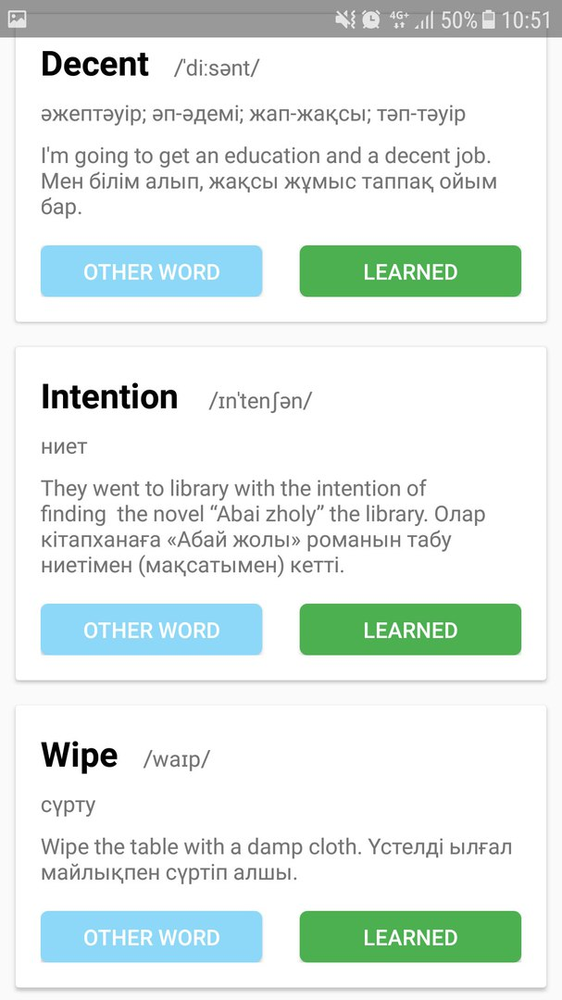 4G+ 50% 10:51
Decent /'di:sənt/
әжептәуір; әп-әдемі; жап-жақсы; тәп-тәуір
I'm going to get an education and a decent job.
Мен білім алып, жақсы жұмыс таппақ ойым
бар.
OTHER WORD LEARNED
Intention /ɪn'tenʃən/
ниет
They went to library with the intention of
finding  the novel “Abai zholy” the library. Олар
кітапханаға «Абай жолы» романын табу
ниетімен (мақсатымен) кетті.
OTHER WORD LEARNED
Wipe /waɪp/
сүрту
Wipe the table with a damp cloth. Үстелді ылғал
майлықпен сүртіп алшы.
OTHER WORD LEARNED